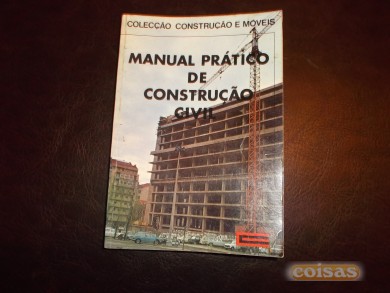 COLECÇÃO CONSTRUÇÃO E MÓVEIS
MANUAL PRÁTICO
DE
CONSTRUÇÃO
CIVIL
coisas